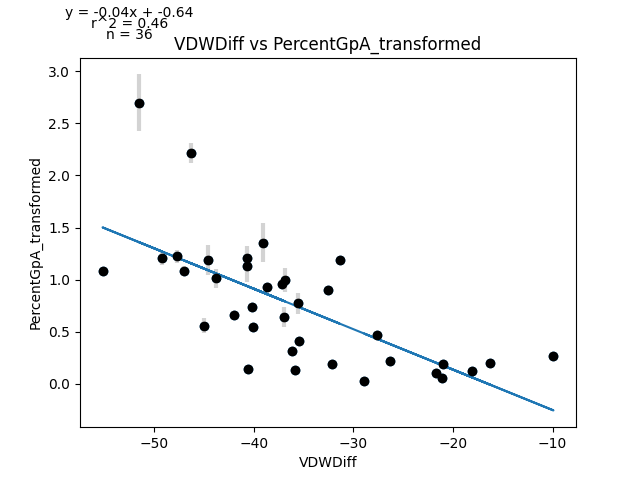 y = -0.04x + -0.64
r^2 = 0.46
n = 36
VDWDiff vs PercentGpA_transformed
3.0
2.5
2.0
1.5
1.0
0.5
0.0
PercentGpA_transformed
−50
−40
−30
−20
−10
VDWDiff